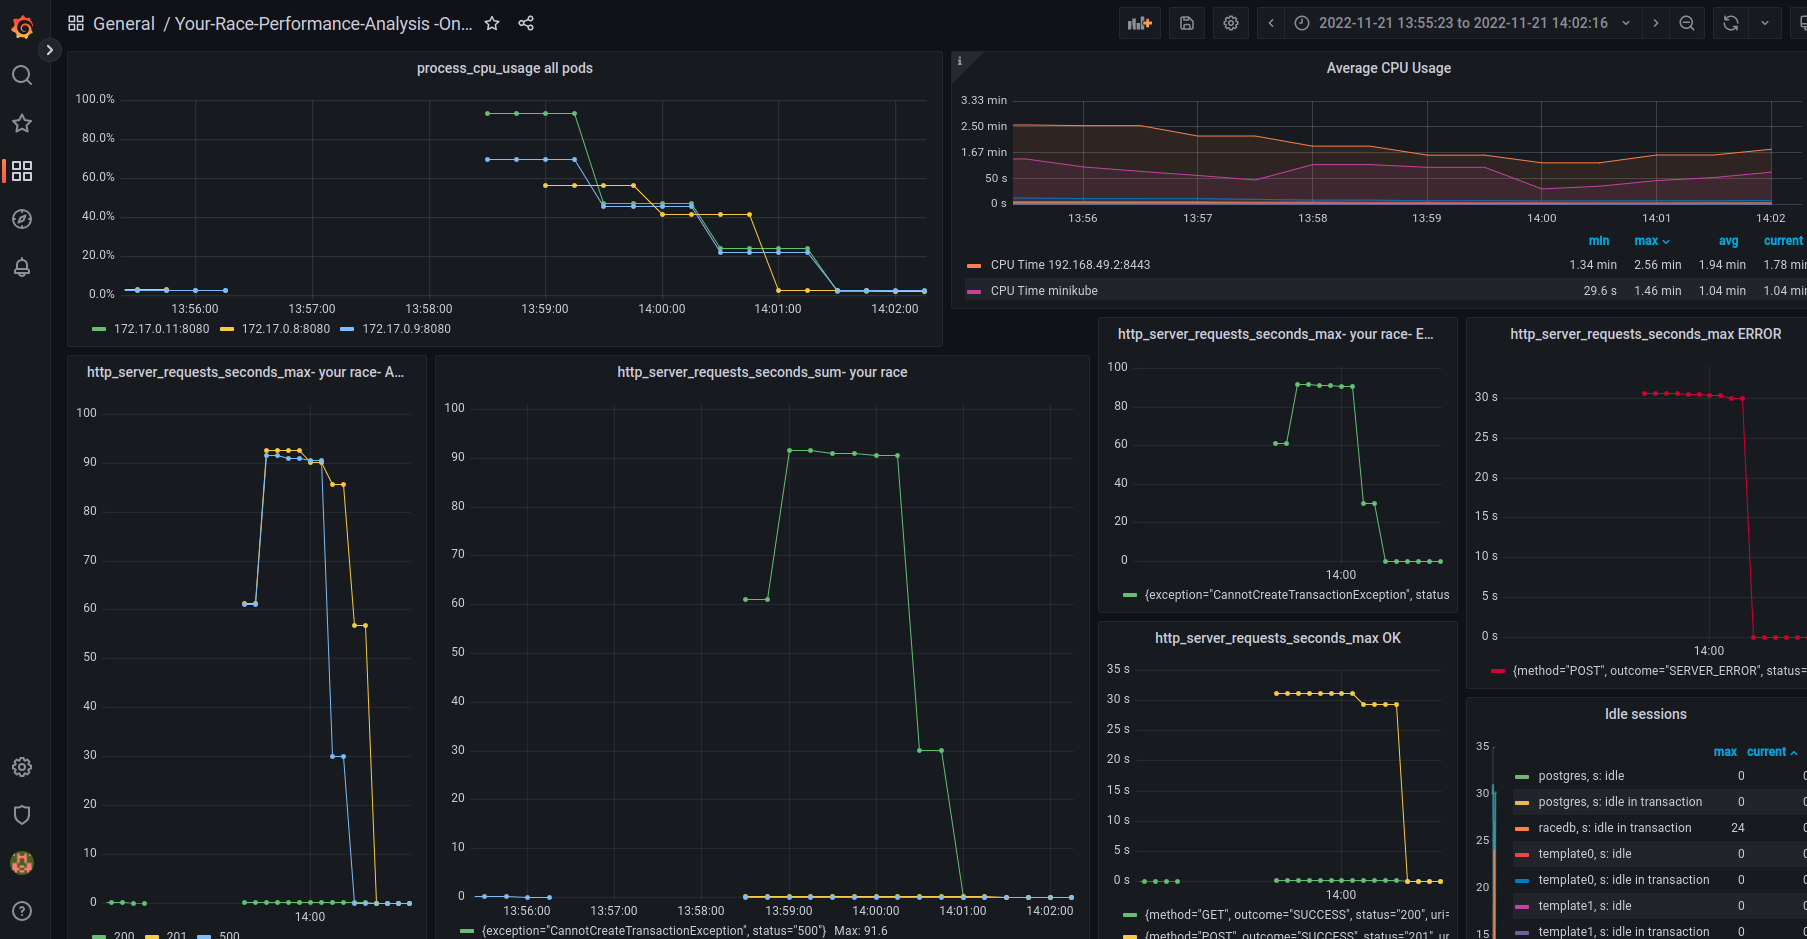 General / Your-Race-Performance-Analysis -On...
2022-11-21 13:55:23 to 2022-11-21 14:02:16
process_cpu_usage all pods
100.0%
80.0%
60.0%
40.0%
20.0%
0.0%
13:56:00 13:57:00 13:58:00 13:59:00 14:00:00 14:01:00 14:02:00
172.17.0.11:8080 172.17.0.8:8080 172.17.0.9:8080
i
Average CPU Usage
3.33 min
2.50 min
1.67 min
50 s
0 s
13:56 13:57 13:58 13:59 14:00 14:01 14:02
min max avg current
CPU Time 192.168.49.2:8443 1.34 min 2.56 min 1.94 min 1.78 min
CPU Time minikube 29.6 s 1.46 min 1.04 min 1.04 min
http_server_requests_seconds_max- your race- A...
100
90
80
70
60
50
40
30
20
10
0
14:00
200 201 500
http_server_requests_seconds_sum- your race
100
90
80
70
60
50
40
30
20
10
0
13:56:00 13:57:00 13:58:00 13:59:00 14:00:00 14:01:00 14:02:00
{exception="CannotCreateTransactionException", status="500"} Max: 91.6
http_server_requests_seconds_max- your race- E...
100
80
60
40
20
0
14:00
{exception="CannotCreateTransactionException", status
http_server_requests_seconds_max OK
35 s
30 s
25 s
20 s
15 s
10 s
5 s
0 s
14:00
{method="GET", outcome="SUCCESS", status="200", uri=
{method="POST", outcome="SUCCESS", status="201", ur
http_server_requests_seconds_max ERROR
30 s
25 s
20 s
15 s
10 s
5 s
0 s
14:00
{method="POST", outcome="SERVER_ERROR", status=
Idle sessions
35
30
25
20
15
max current
postgres, s: idle 0 0
postgres, s: idle in transaction 0 0
racedb, s: idle in transaction 24 0
template0, s: idle 0 0
template0, s: idle in transaction 0 0
template1, s: idle 0 0
template1, s: idle in transaction 0 0